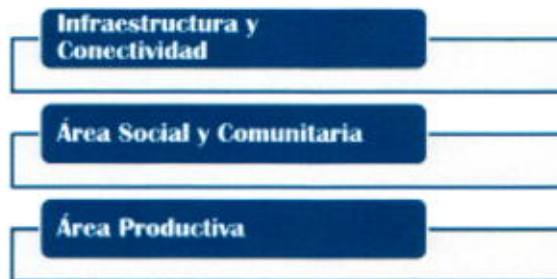 Infraestructura y
Conectividad
Área Social y Comunitaria
Área Productiva